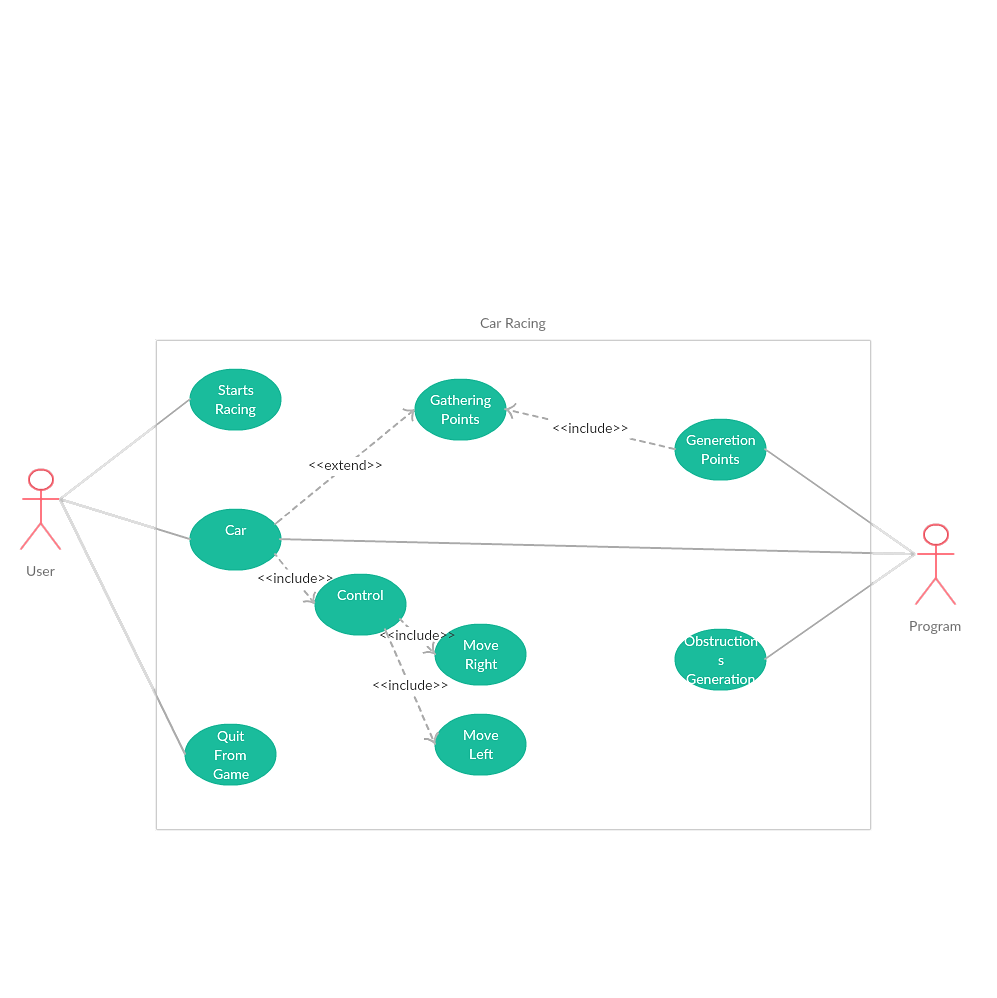 Car Racing
Starts
Racing
Gathering
Points
<<include>>
Generetion
Points
<<extend>>
Car
User
<<include>>
Control
Program
<<include>>
Move
Right
Obstruction
s
Generation
<<include>>
Move
Left
Quit
From
Game